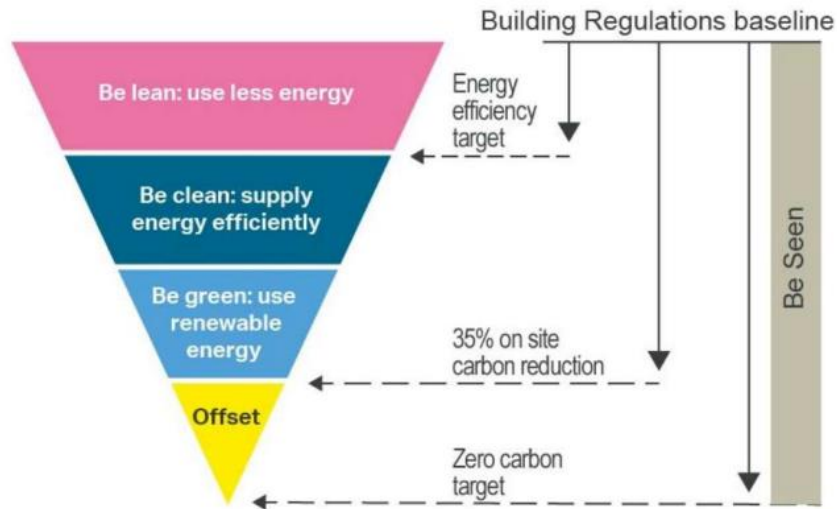 Building Regulations baseline
Be lean: use less energy
Energy
efficiency
target
Be clean: supply
energy efficiently
Be green: use
renewable
energy
35% on site
carbon reduction
Offset
Zero carbon
target
Be Seen